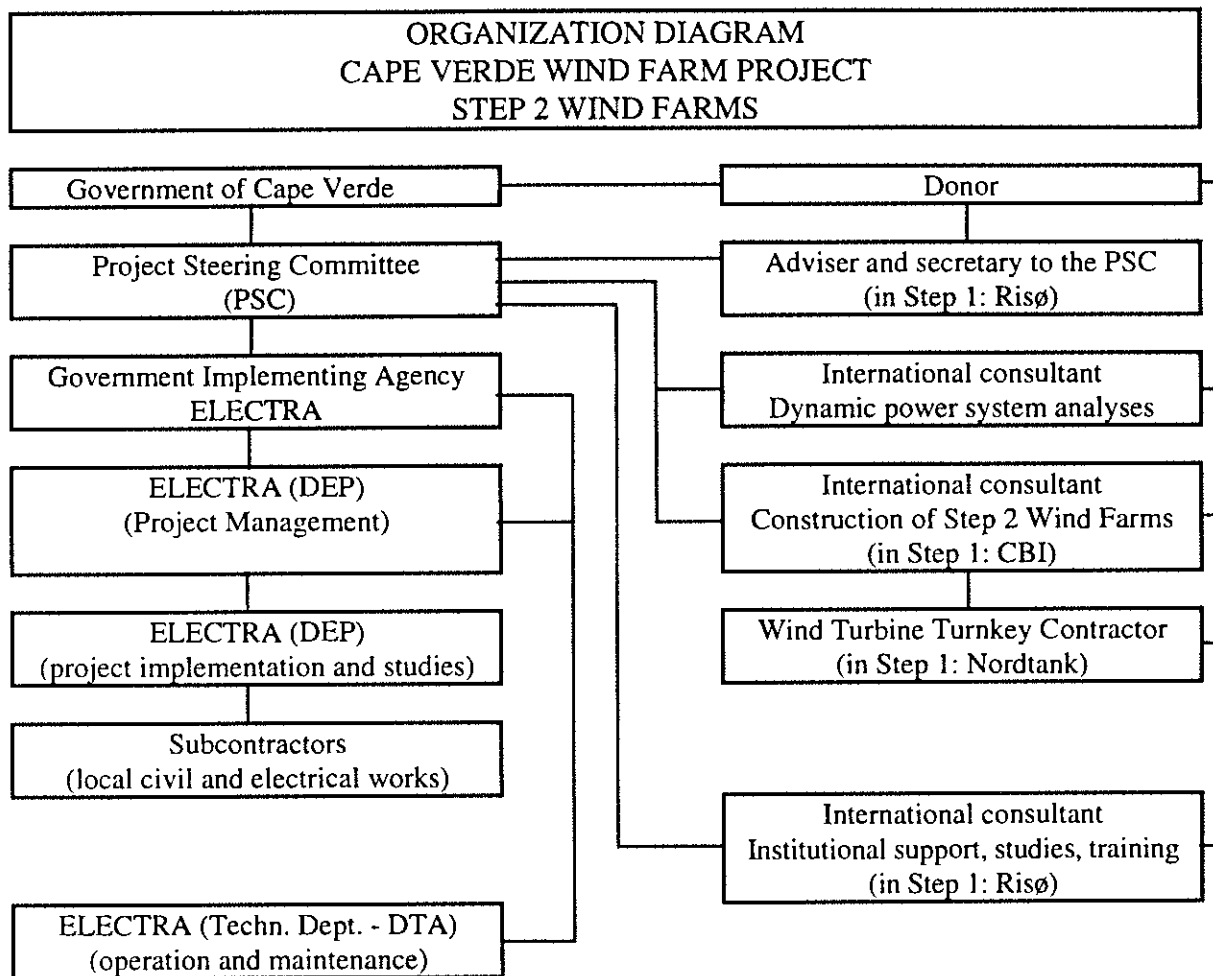 ORGANIZATION DIAGRAM
CAPE VERDE WIND FARM PROJECT
STEP 2 WIND FARMS
Government of Cape Verde
Donor
Project Steering Committee
(PSC)
Adviser and secretary to the PSC
(in Step 1: Risø)
Government Implementing Agency
ELECTRA
International consultant
Dynamic power system analyses
ELECTRA (DEP)
(Project Management)
International consultant
Construction of Step 2 Wind Farms
(in Step 1: CBI)
ELECTRA (DEP)
(project implementation and studies)
Wind Turbine Turnkey Contractor
(in Step 1: Nordtank)
Subcontractors
(local civil and electrical works)
International consultant
Institutional support, studies, training
(in Step 1: Risø)
ELECTRA (Techn. Dept. - DTA)
(operation and maintenance)